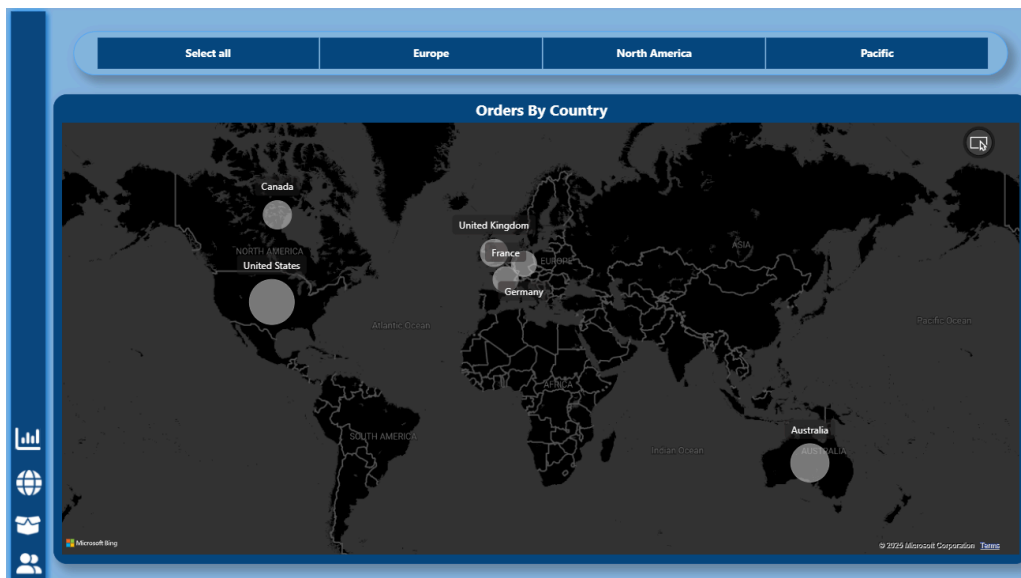 Select all
Europe
North America
Pacific
Orders By Country
Canada
United Kingdom
NORTH AMERICA
France
EUROPE
ASIA
United States
Germany
Atlantic Ocean
Pacific Ocean
AFRICA
Australia
SOUTH AMERICA
Indian Ocean
AUSTRALIA
Microsoft Bing
© 2025 Microsoft Corporation Terms